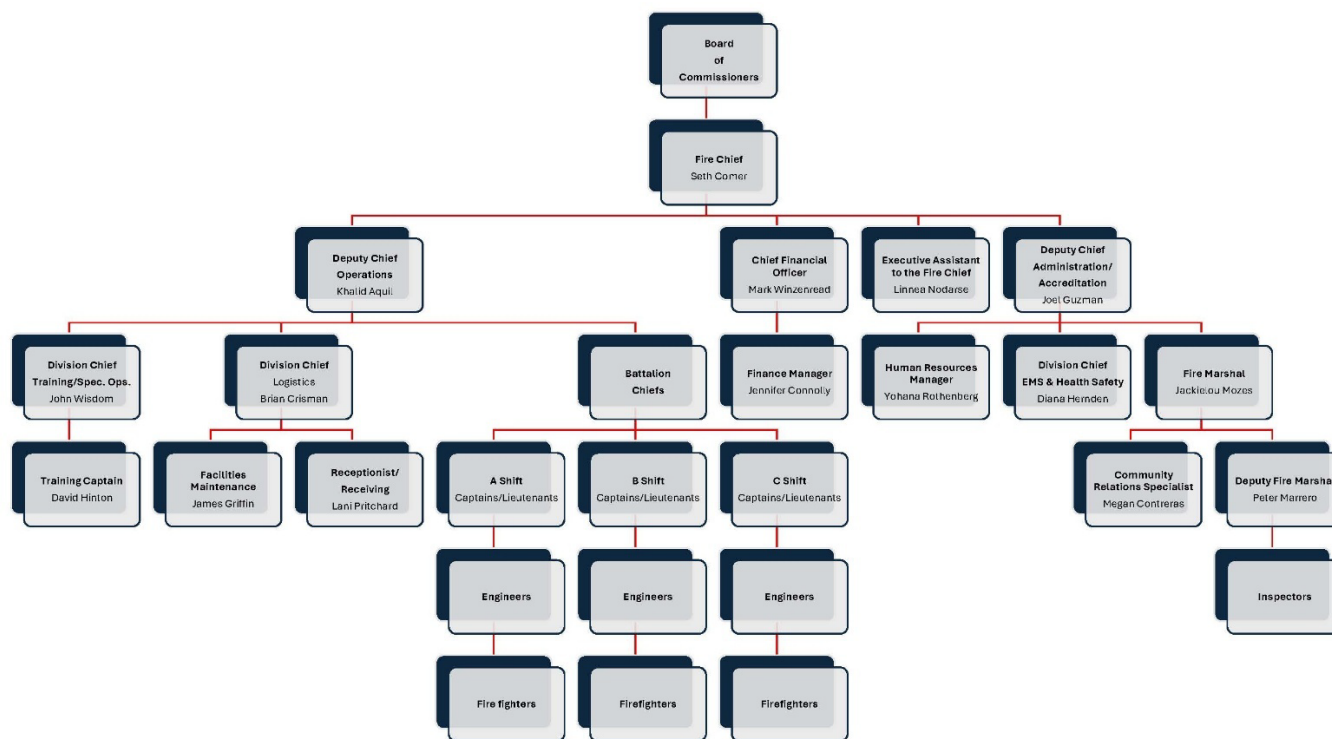 Board
of
Commissioners
Fire Chief
Seth Comer
Deputy Chief
Operations
Khalid Aquil
Chief Financial
Officer
Mark Winzenread
Executive Assistant
to the Fire Chief
Linnea Nodarse
Deputy Chief
Administration/
Accreditation
Joel Guzman
Division Chief
Training/Spec. Ops.
John Wisdom
Division Chief
Logistics
Brian Crisman
Battalion
Chiefs
Finance Manager
Jennifer Connolly
Human Resources
Manager
Yohana Rothenberg
Division Chief
EMS & Health Safety
Diana Hernden
Fire Marshal
Jackielou Mozes
Training Captain
David Hinton
Facilities
Maintenance
James Griffin
Receptionist/
Receiving
Lani Pritchard
A Shift
Captains/Lieutenants
B Shift
Captains/Lieutenants
C Shift
Captains/Lieutenants
Community
Relations Specialist
Megan Contreras
Deputy Fire Marshal
Peter Marrero
Engineers
Engineers
Engineers
Inspectors
Fire fighters
Firefighters
Firefighters